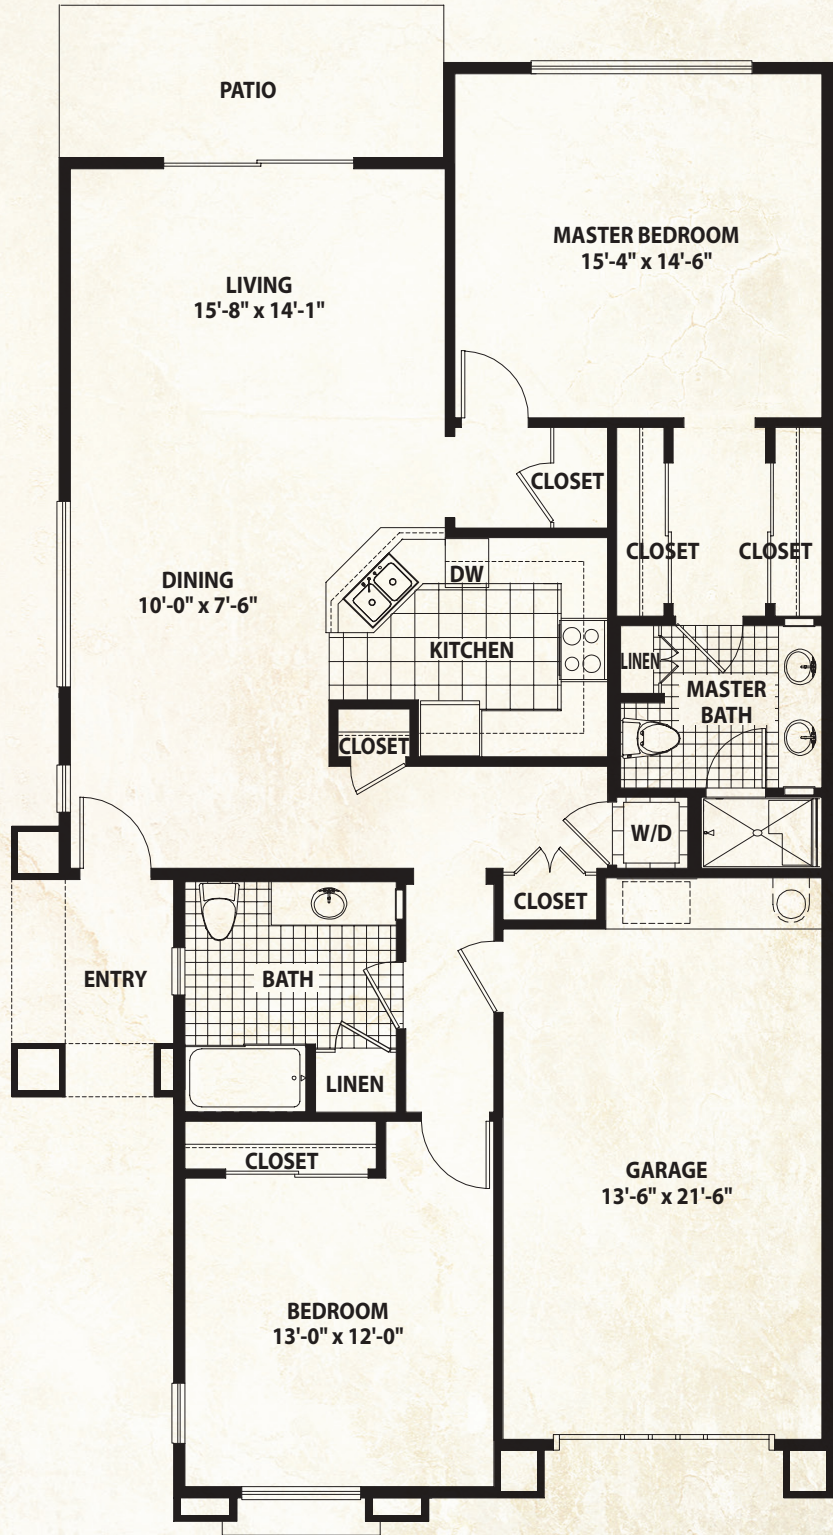 PATIO
MASTER BEDROOM
15'-4" x 14'-6"
LIVING
15'-8" x 14'-1"
CLOSET
CLOSET
CLOSET
DW
DINING
10'-0" x 7'-6"
KITCHEN
LINEN
MASTER
BATH
CLOSET
W/D
CLOSET
ENTRY
BATH
LINEN
CLOSET
GARAGE
13'-6" x 21'-6"
BEDROOM
13'-0" x 12'-0"